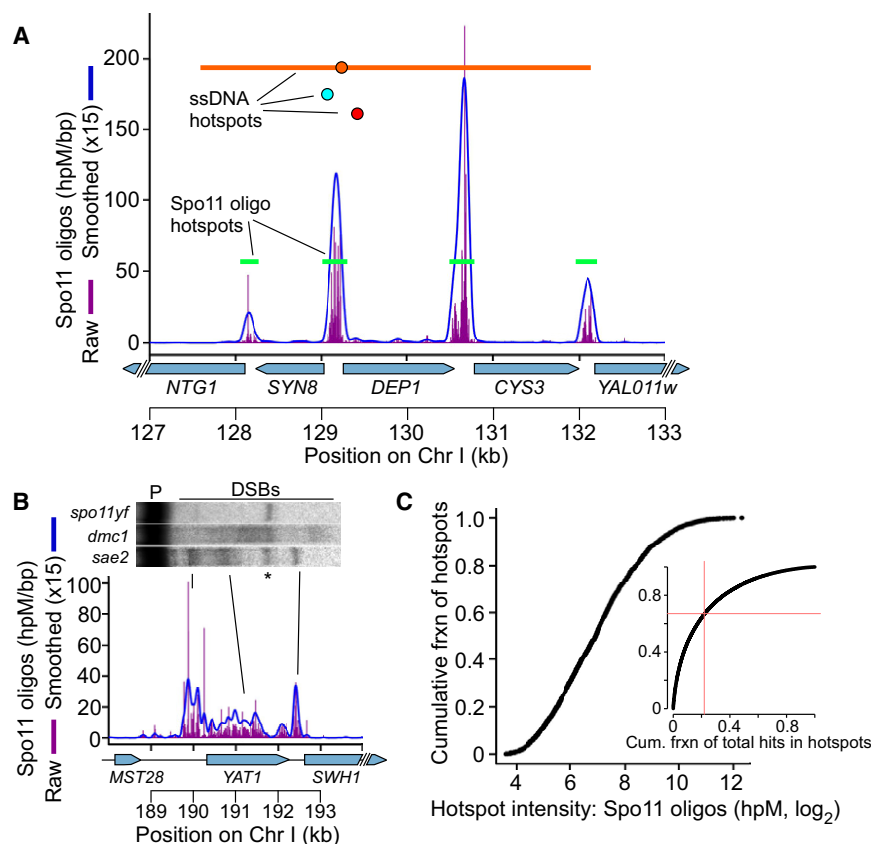 A
Spo11 oligos (hpM/bp)
Raw Smoothed (x15)
200
150
100
50
0
ssDNA
hotspots
Spo11 oligo
hotspots
NTG1 SYN8 DEP1 CYS3 YAL011w
127 128 129 130 131 132 133
Position on Chr I (kb)
B
P DSBs
spo11yf
dmc1
sae2
*
Spo11 oligos (hpM/bp)
Raw Smoothed (x15)
100
80
60
40
20
0
MST28 YAT1 SWH1
189 190 191 192 193
Position on Chr I (kb)
C
Cumulative frxn of hotspots
1.0
0.8
0.6
0.4
0.2
0
4 6 8 10 12
Hotspot intensity: Spo11 oligos (hpM, log2)
0.8
0.4
0
0 0.4 0.8
Cum. frxn of total hits in hotspots